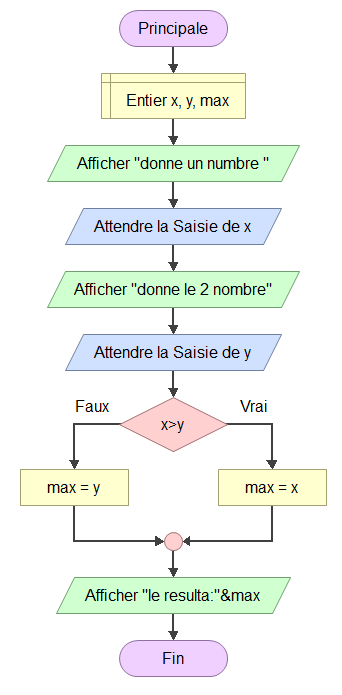 Principale
Entier x, y, max
Afficher "donne un numbre "
Attendre la Saisie de x
Afficher "donne le 2 nombre"
Attendre la Saisie de y
Faux
Vrai
x>y
max = y
max = x
Afficher "le resulta:"&max
Fin